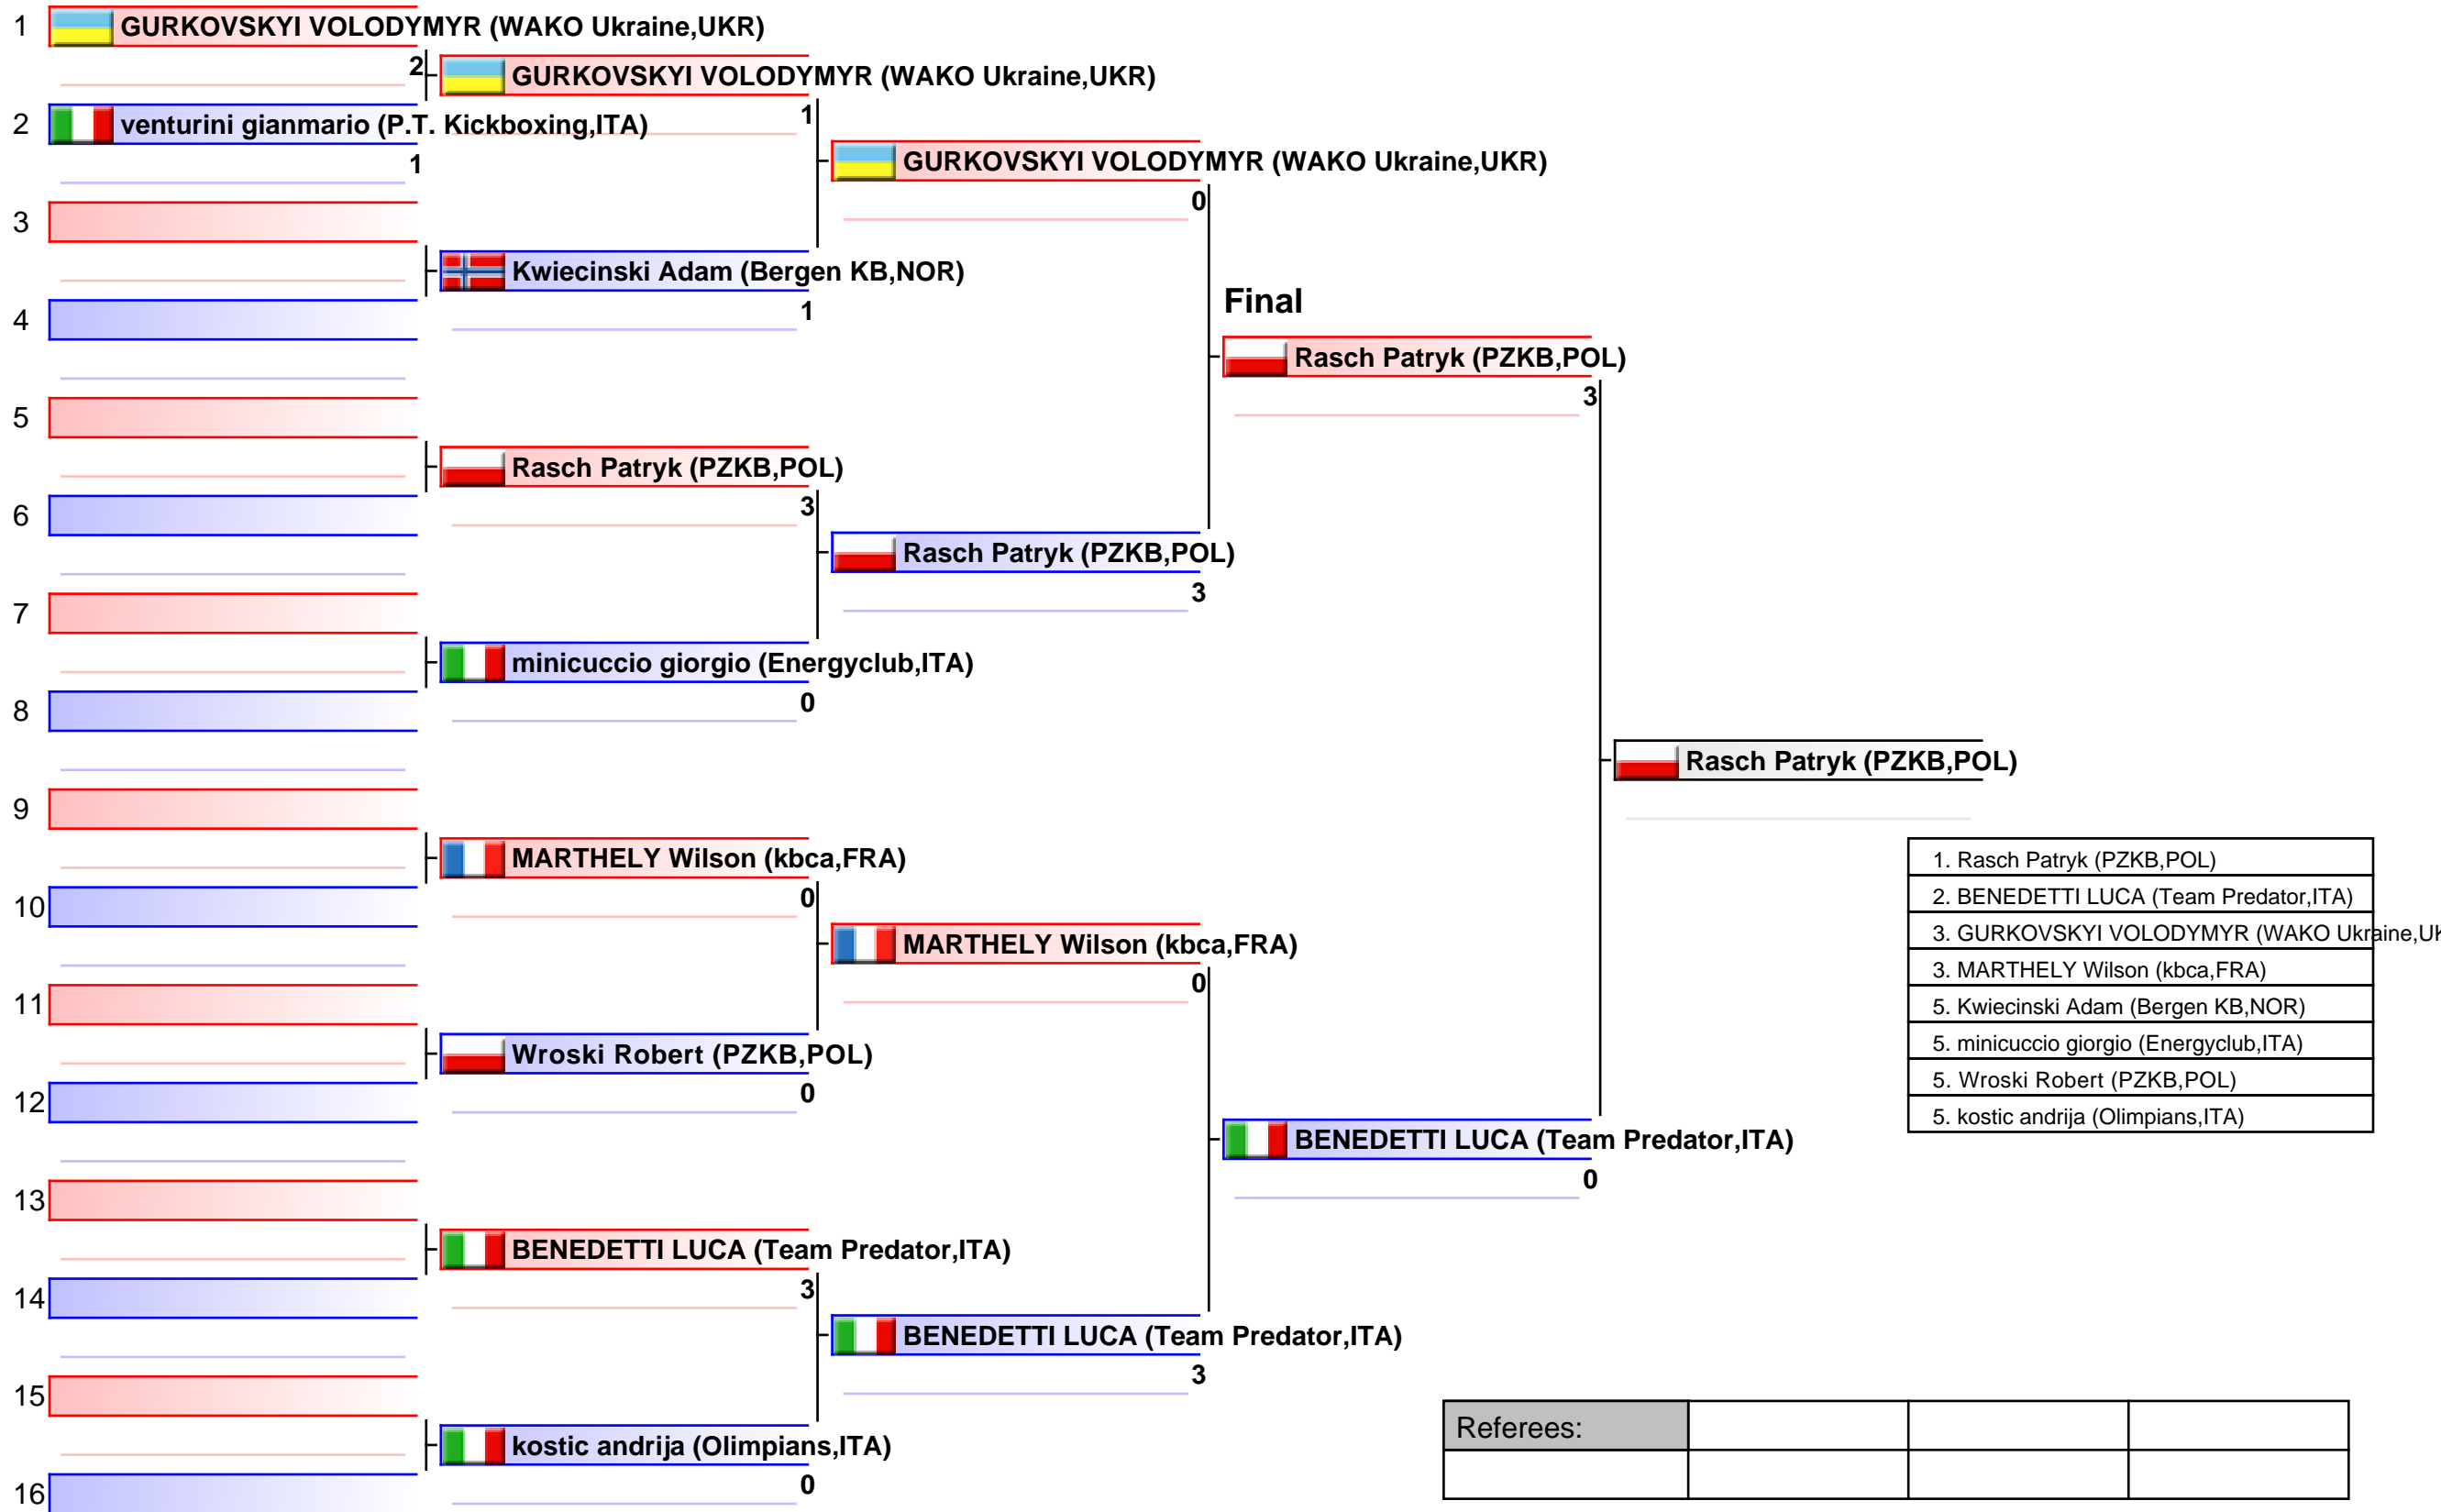 1 GURKOVSKYI VOLODYMYR (WAKO Ukraine,UKR)
2
GURKOVSKYI VOLODYMYR (WAKO Ukraine,UKR)
1
2 venturini gianmario (P.T. Kickboxing,ITA)
1
GURKOVSKYI VOLODYMYR (WAKO Ukraine,UKR)
0
3
Kwiecinski Adam (Bergen KB,NOR)
1
4
Final
Rasch Patryk (PZKB,POL)
3
5
Rasch Patryk (PZKB,POL)
3
6
Rasch Patryk (PZKB,POL)
3
7
minicuccio giorgio (Energyclub,ITA)
0
8
Rasch Patryk (PZKB,POL)
9
MARTHELY Wilson (kbca,FRA)
0
10
MARTHELY Wilson (kbca,FRA)
0
11
Wroski Robert (PZKB,POL)
0
12
BENEDETTI LUCA (Team Predator,ITA)
0
13
BENEDETTI LUCA (Team Predator,ITA)
3
14
BENEDETTI LUCA (Team Predator,ITA)
3
15
kostic andrija (Olimpians,ITA)
0
16
1. Rasch Patryk (PZKB,POL)
2. BENEDETTI LUCA (Team Predator,ITA)
3. GURKOVSKYI VOLODYMYR (WAKO Ukraine,UK
3. MARTHELY Wilson (kbca,FRA)
5. Kwiecinski Adam (Bergen KB,NOR)
5. minicuccio giorgio (Energyclub,ITA)
5. Wroski Robert (PZKB,POL)
5. kostic andrija (Olimpians,ITA)
Referees: